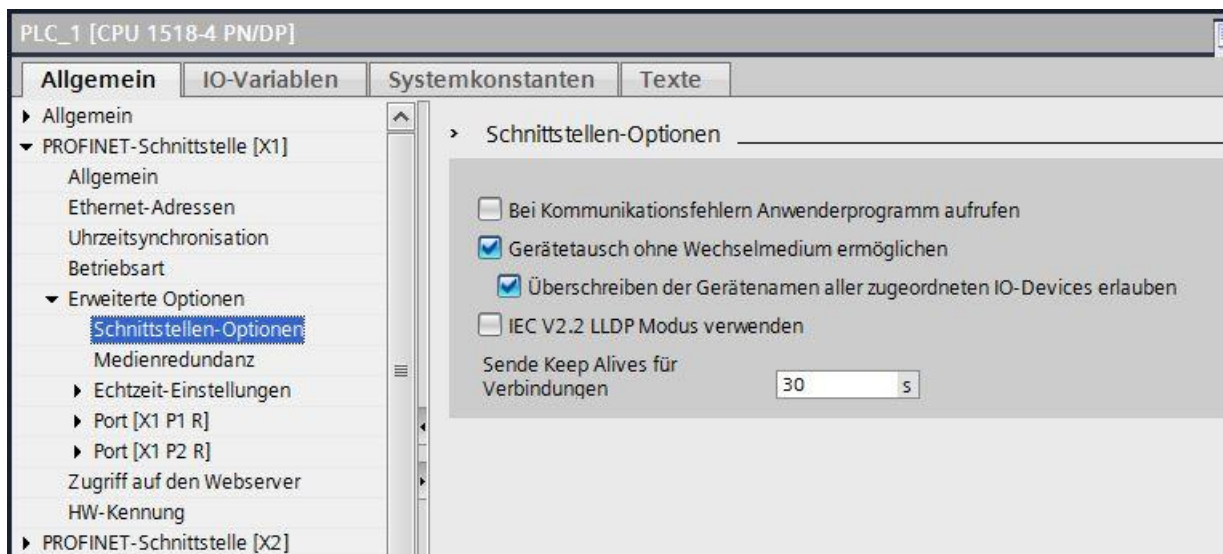 PLC_1 [CPU 1518-4 PN/DP]
Allgemein IO-Variablen Systemkonstanten Texte
Allgemein
PROFINET-Schnittstelle [X1]
Allgemein
Ethernet-Adressen
Uhrzeitsynchronisation
Betriebsart
Erweiterte Optionen
Schnittstellen-Optionen
Medienredundanz
Echtzeit-Einstellungen
Port [X1 P1 R]
Port [X1 P2 R]
Zugriff auf den Webserver
HW-Kennung
PROFINET-Schnittstelle [X2]
Schnittstellen-Optionen
Bei Kommunikationsfehlern Anwenderprogramm aufrufen
Gerätetausch ohne Wechselmedium ermöglichen
Überschreiben der Gerätenamen aller zugeordneten IO-Devices erlauben
IEC V2.2 LLDP Modus verwenden
Sende Keep Alives für
Verbindungen
30 s